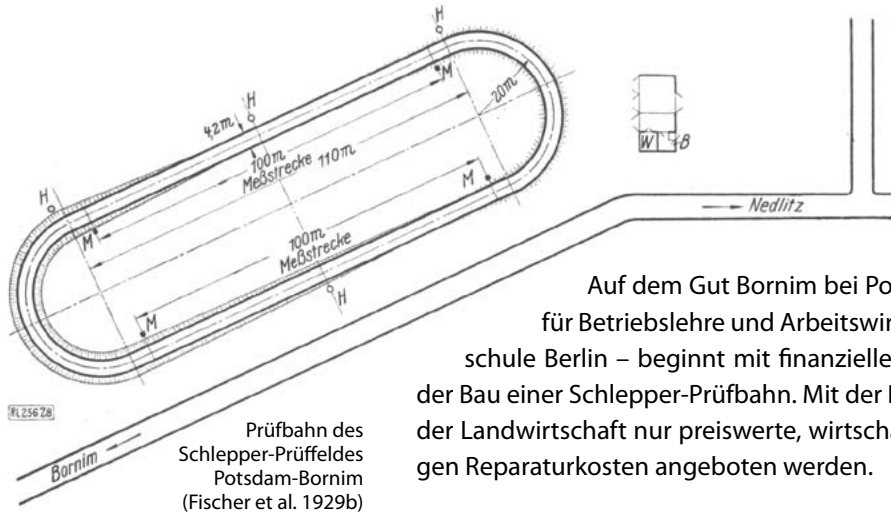 H
H
H
M
20m
4,2m
W
B
100m
Meßstrecke
110m
M
M
100m
Meßstrecke
Nedlitz
H
M
RL256Z8
Bornim
Prüfbahn des
Schlepper-Prüffeldes
Potsdam-Bornim
(Fischer et al. 1929b)
Auf dem Gut Bornim bei Po
für Betriebslehre und Arbeitswir
schule Berlin – beginnt mit finanzielle
der Bau einer Schlepper-Prüfbahn. Mit der
der Landwirtschaft nur preiswerte, wirtscha
gen Reparaturkosten angeboten werden.